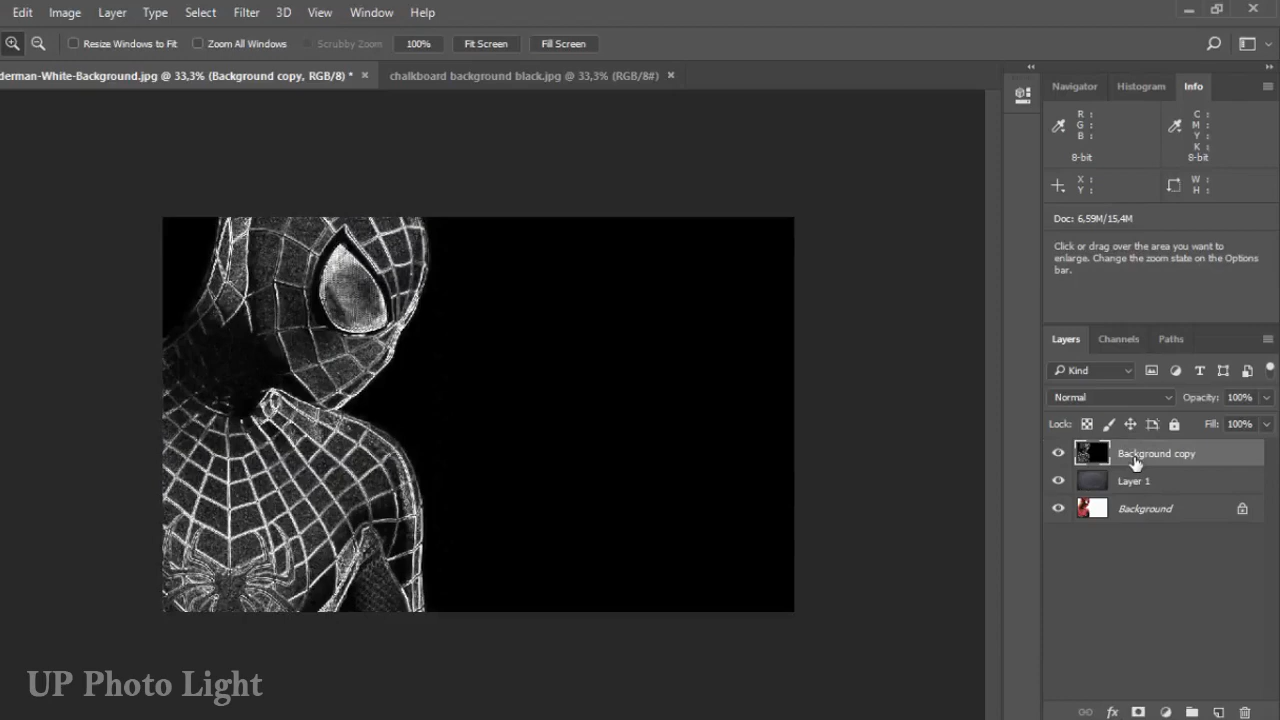 Edit Image Layer Type Select Filter 3D View Window Help
Resize Windows to Fit Zoom All Windows Scrubby Zoom 100% Fit Screen Fill Screen
derman-White-Background.jpg @ 33,3% (Background copy, RGB/8) * × chalkboard background black.jpg @ 33,3% (RGB/8#) ×
Navigator Histogram Info
R : C :
G : M :
B : Y :
K :
8-bit 8-bit
X : W :
Y : H :
Doc: 6,59M/15,4M
Click or drag over the area you want to
enlarge. Change the zoom state on the Options
bar.
Layers Channels Paths
Kind
Normal Opacity: 100%
Lock: Fill: 100%
Background copy
Layer 1
Background
fx
UP Photo Light